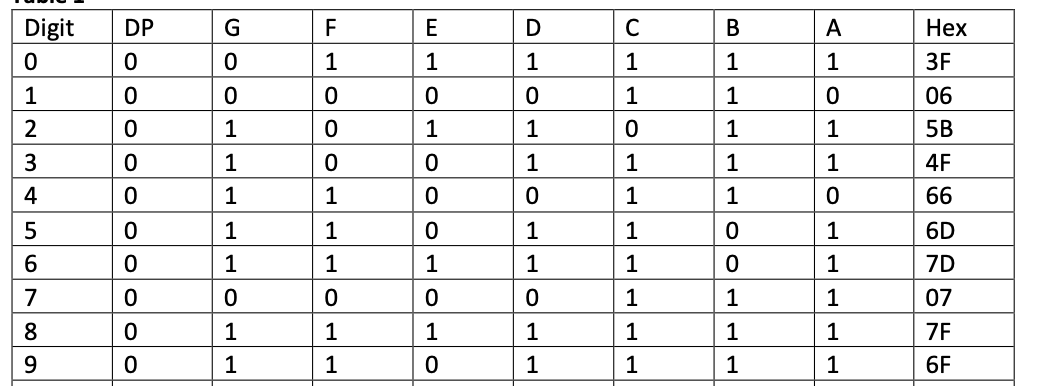 Table 1
Digit DP G F E D C B A Hex
0 0 0 1 1 1 1 1 1 3F
1 0 0 0 0 0 1 1 0 06
2 0 1 0 1 1 0 1 1 5B
3 0 1 0 0 1 1 1 1 4F
4 0 1 1 0 0 1 1 0 66
5 0 1 1 0 1 1 0 1 6D
6 0 1 1 1 1 1 0 1 7D
7 0 0 0 0 0 1 1 1 07
8 0 1 1 1 1 1 1 1 7F
9 0 1 1 0 1 1 1 1 6F